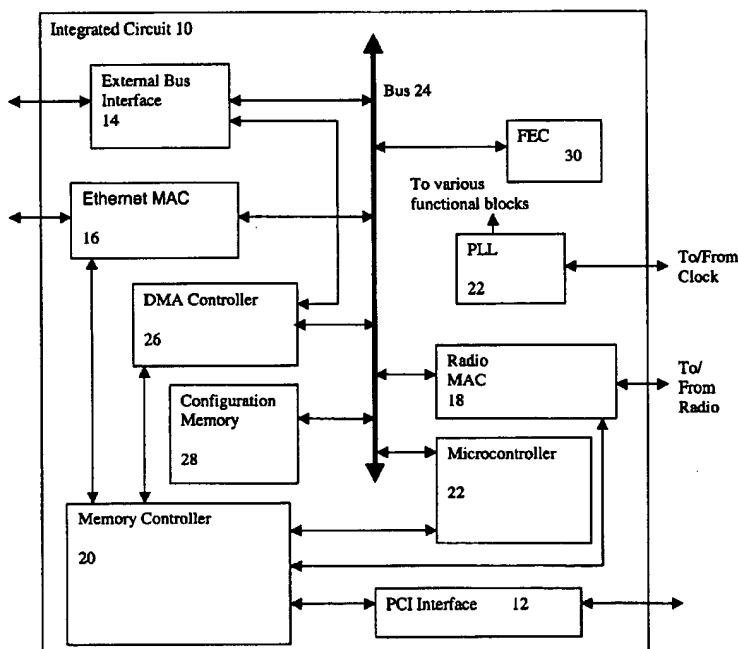 Integrated Circuit 10
External Bus
Interface
14
Bus 24
FEC
30
To various
functional blocks
Ethernet MAC
16
PLL
22
To/From
Clock
DMA Controller
26
Radio
MAC
18
To/
From
Radio
Configuration
Memory
28
Microcontroller
22
Memory Controller
20
PCI Interface 12